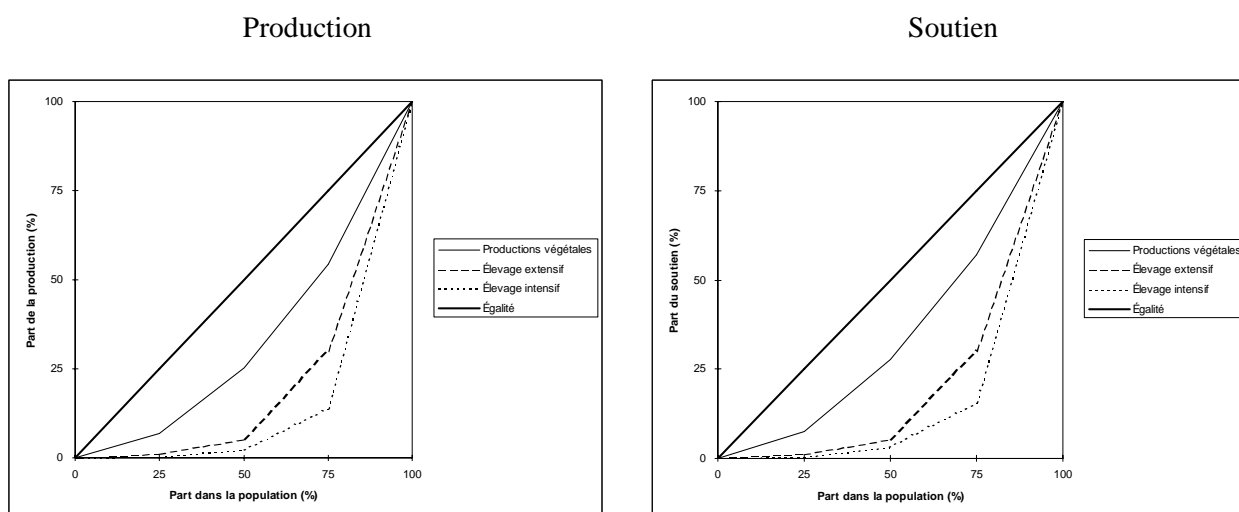 Production
Part de la production (%)
100
75
50
25
0
0 25 50 75 100
Part dans la population (%)
Productions végétales
Élevage extensif
Élevage intensif
Égalité
Soutien
Part du soutien (%)
100
75
50
25
0
0 25 50 75 100
Part dans la population (%)
Productions végétales
Élevage extensif
Élevage intensif
Égalité